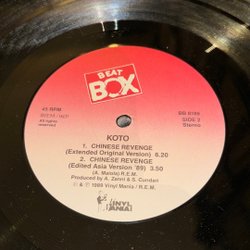 BEAT
BOX
45 RPM
All rights
reserved
BB 8189
SIDE 2
Stereo
KOTO
1. CHINESE REVENGE
(Extended Original Version) 6.20
2. CHINESE REVENGE
(Edited Asia Version '89) 3.50
(A. Maiola) R.E.M.
Produced by A. Zanni & S. Cundari
℗ & © 1989 Vinyl Mania / R.E.M.
VINYL
MANIA